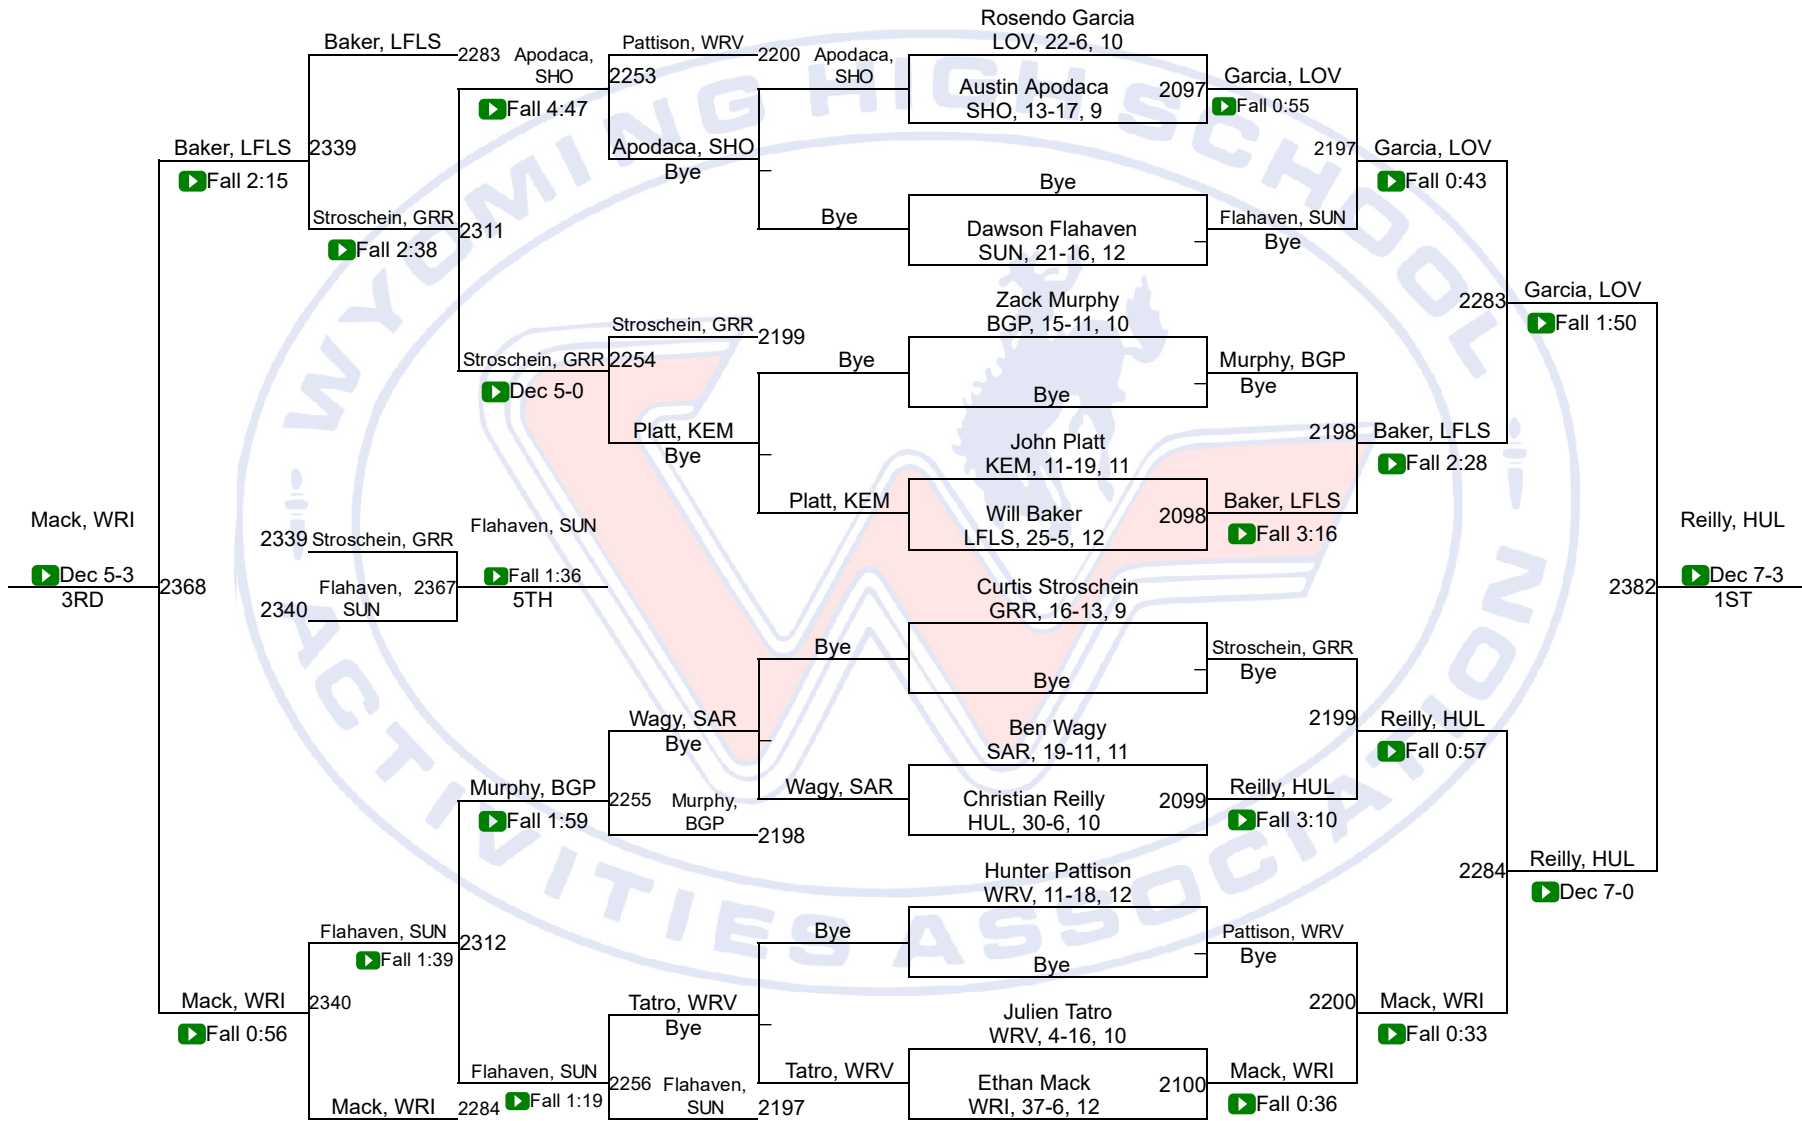 Rosendo Garcia
LOV, 22-6, 10
Austin Apodaca
SHO, 13-17, 9
2097
Bye
Dawson Flahaven
SUN, 21-16, 12
Zack Murphy
BGP, 15-11, 10
Bye
John Platt
KEM, 11-19, 11
Will Baker
LFLS, 25-5, 12
2098
Curtis Stroschein
GRR, 16-13, 9
Bye
Ben Wagy
SAR, 19-11, 11
Christian Reilly
HUL, 30-6, 10
2099
Hunter Pattison
WRV, 11-18, 12
Bye
Julien Tatro
WRV, 4-16, 10
Ethan Mack
WRI, 37-6, 12
2100
Garcia, LOV
Fall 0:55
2197
Flahaven, SUN
Bye
Murphy, BGP
Bye
2198
Baker, LFLS
Fall 3:16
Stroschein, GRR
Bye
2199
Reilly, HUL
Fall 3:10
Pattison, WRV
Bye
2200
Mack, WRI
Fall 0:36
Garcia, LOV
Fall 0:43
2283
Baker, LFLS
Fall 2:28
Reilly, HUL
Fall 0:57
2284
Mack, WRI
Fall 0:33
Garcia, LOV
Fall 1:50
2382
Reilly, HUL
Dec 7-0
Reilly, HUL
Dec 7-3
1ST
Apodaca,
SHO
Bye
Bye
Platt, KEM
Bye
Wagy, SAR
Bye
Tatro, WRV
Pattison, WRV
2200
2253
Apodaca, SHO
Bye
Stroschein, GRR
2199
2254
Platt, KEM
Bye
Wagy, SAR
Bye
2255
Murphy,
BGP
2198
Tatro, WRV
Bye
2256
Flahaven,
SUN
2197
Apodaca,
SHO
Fall 4:47
2311
Stroschein, GRR
Dec 5-0
Murphy, BGP
Fall 1:59
2312
Flahaven, SUN
Fall 1:19
Baker, LFLS
2283
2339
Stroschein, GRR
Fall 2:38
Flahaven, SUN
Fall 1:39
2340
Mack, WRI
2284
Baker, LFLS
Fall 2:15
2368
Mack, WRI
Fall 0:56
Mack, WRI
Dec 5-3
3RD
2339
Stroschein, GRR
Flahaven,
SUN
2367
2340
Flahaven, SUN
Fall 1:36
5TH
WYOMING HIGH SCHOOL
ACTIVITIES ASSOCIATION